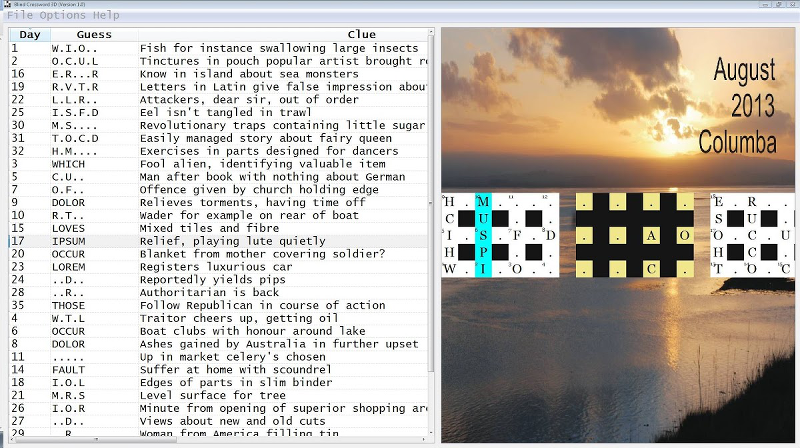 Blind Crossword 3D (Version 1.0)
File Options Help
Day Guess Clue
1 W.I.O.. Fish for instance swallowing large insects
2 O.C.U.L Tinctures in pouch popular artist brought
16 E.R...R Know in island about sea monsters
19 R.V.T.R Letters in Latin give false impression
22 L.L.R.. Attackers, dear sir, out of order
25 I.S.F.D Eel isn't tangled in trawl
30 M.S.... Revolutionary traps containing little sugar
31 T.O.C.D Easily managed story about fairy queen
32 H.M.... Exercises in parts designed for dancers
3 WHICH Fool alien, identifying valuable item
5 C.U.. Man after book with nothing about German
7 O.F.. Offence given by church holding edge
9 DOLOR Relieves torments, having time off
10 R.T.. Wader for example on rear of boat
15 LOVES Mixed tiles and fibre
17 IPSUM Relief, playing lute quietly
20 OCCUR Blanket from mother covering soldier?
23 LOREM Registers luxurious car
24 ..D.. Reportedly yields pips
28 ..R.. Authoritarian is back
35 THOSE Follow Republican in course of action
4 W.T.L Traitor cheers up, getting oil
6 OCCUR Boat clubs with honour around lake
8 DOLOR Ashes gained by Australia in further upset
11 ..... Up in market celery's chosen
14 FAULT Suffer at home with scoundrel
18 I.O.L Edges of parts in slim binder
21 M.R.S Level surface for tree
26 I.O.R Minute from opening of superior shopping
27 ..D.. Views about new and old cuts
29 ..R.. Woman from America filling tin
August
2013
Columba
H . . . .
M U S P I
C
I . F . D
H
W . . O .
. . . .
. . A O
. . C .
E . R .
S U
O . C . U
H C
T . O . C